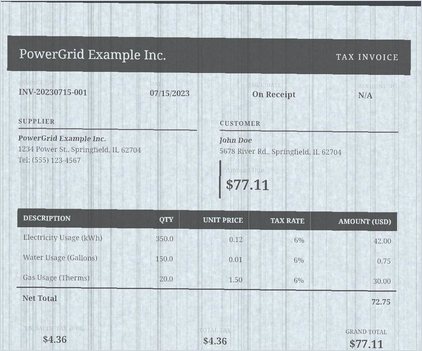 PowerGrid Example Inc.
TAX INVOICE
INV-20230715-001 07/15/2023 On Receipt N/A
SUPPLIER
PowerGrid Example Inc.
1234 Power St., Springfield, IL 62704
Tel: (555) 123-4567
CUSTOMER
John Doe
5678 River Rd., Springfield, IL 62704
$77.11
DESCRIPTION QTY UNIT PRICE TAX RATE AMOUNT (USD)
Electricity Usage (kWh) 350.0 0.12 6% 42.00
Water Usage (Gallons) 150.0 0.01 6% 0.75
Gas Usage (Therms) 20.0 1.50 6% 30.00
Net Total 72.75
TOTAL TAX GRAND TOTAL
$4.36 $4.36 $77.11